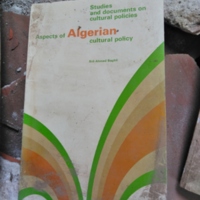 Studies
and documents on
cultural policies
Aspects of Algerian
cultural policy